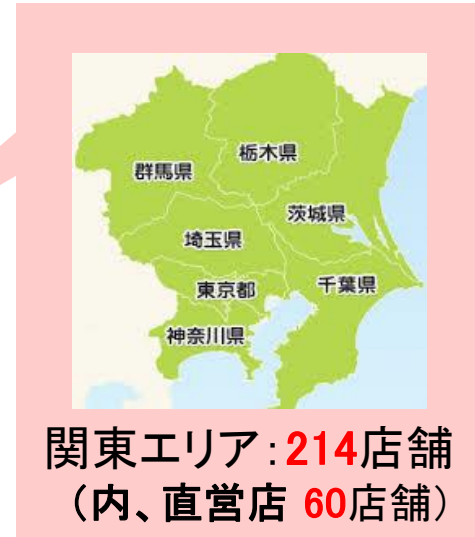 栃木県
群馬県
茨城県
埼玉県
千葉県
東京都
神奈川県
関東エリア：214店舗
（内、直営店 60店舗）